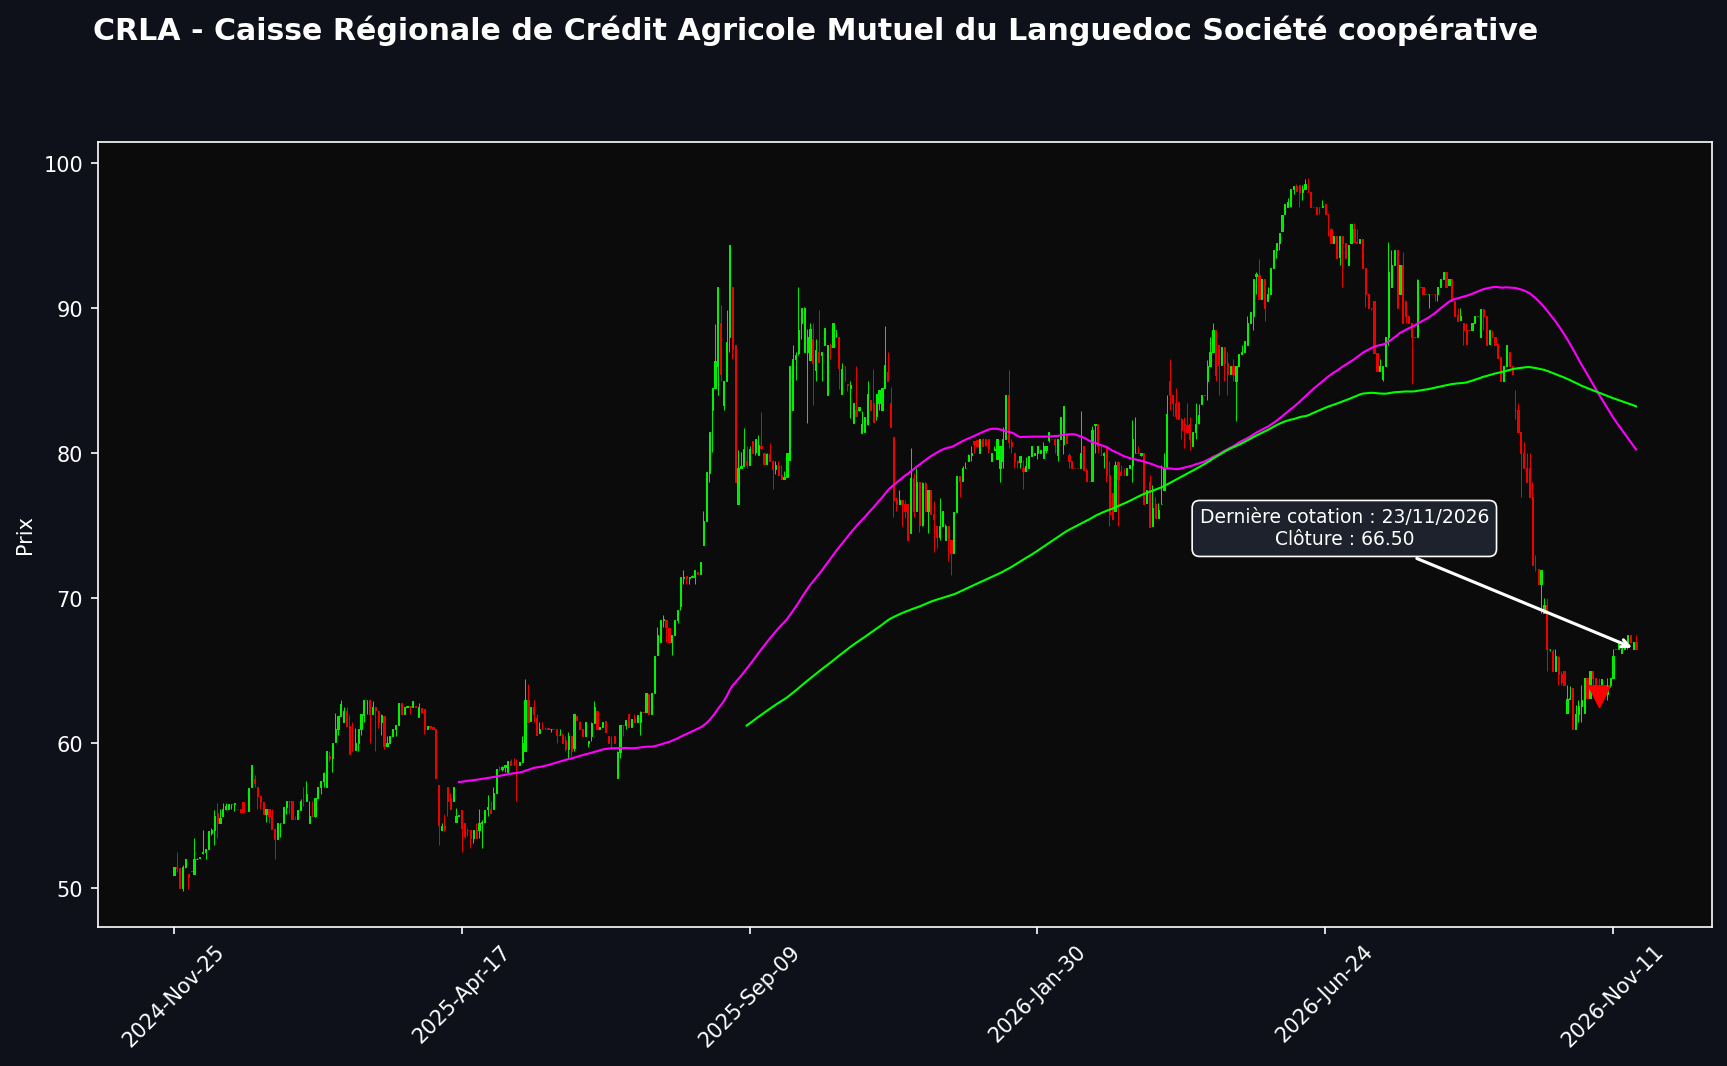 CRLA - Caisse Régionale de Crédit Agricole Mutuel du Languedoc Société coopérative
100
90
80
70
60
50
Prix
Dernière cotation : 23/11/2026
Clôture : 66.50
2024-Nov-25
2025-Apr-17
2025-Sep-09
2026-Jan-30
2026-Jun-24
2026-Nov-11